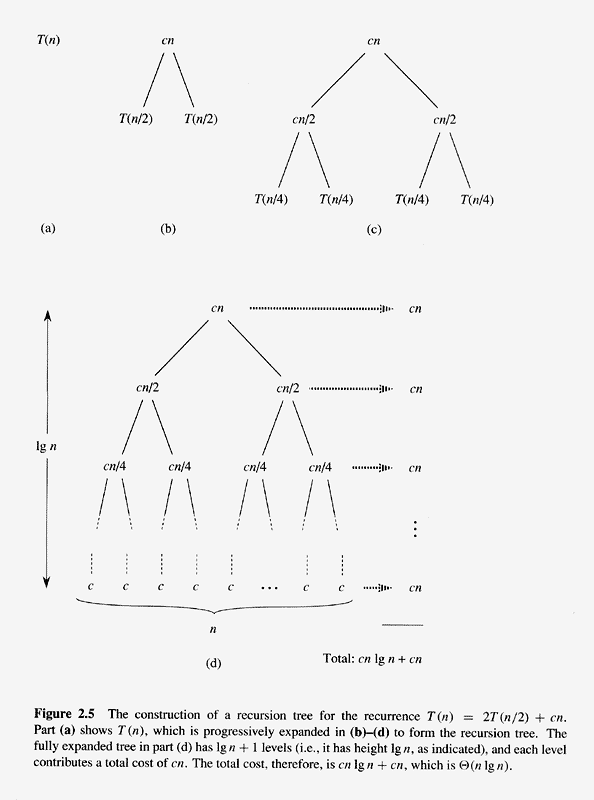 T(n) cn cn
T(n/2) T(n/2) cn/2 cn/2
T(n/4) T(n/4) T(n/4) T(n/4)
(a) (b) (c)
cn cn
cn/2 cn/2 cn
lg n
cn/4 cn/4 cn/4 cn/4 cn
c c c c c ... c c cn
n
(d)
Total: cn lg n + cn
Figure 2.5 The construction of a recursion tree for the recurrence T(n) = 2T(n/2) + cn.
Part (a) shows T(n), which is progressively expanded in (b)–(d) to form the recursion tree. The
fully expanded tree in part (d) has lg n + 1 levels (i.e., it has height lg n, as indicated), and each level
contributes a total cost of cn. The total cost, therefore, is cn lg n + cn, which is Θ(n lg n).